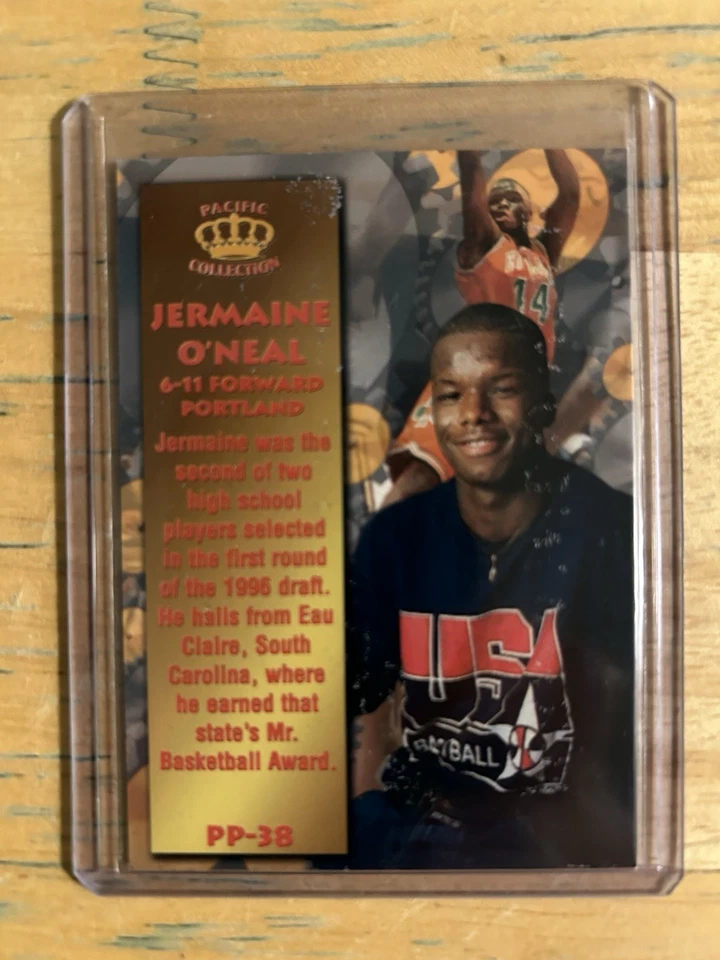 PACIFIC
COLLECTION
JERMAINE
O'NEAL
6-11 FORWARD
PORTLAND
Jermaine was the
second of two
high school
players selected
in the first round
of the 1996 draft.
He hails from Eau
Claire, South
Carolina, where
he earned that
state's Mr.
Basketball Award.
PP-38
14
USA